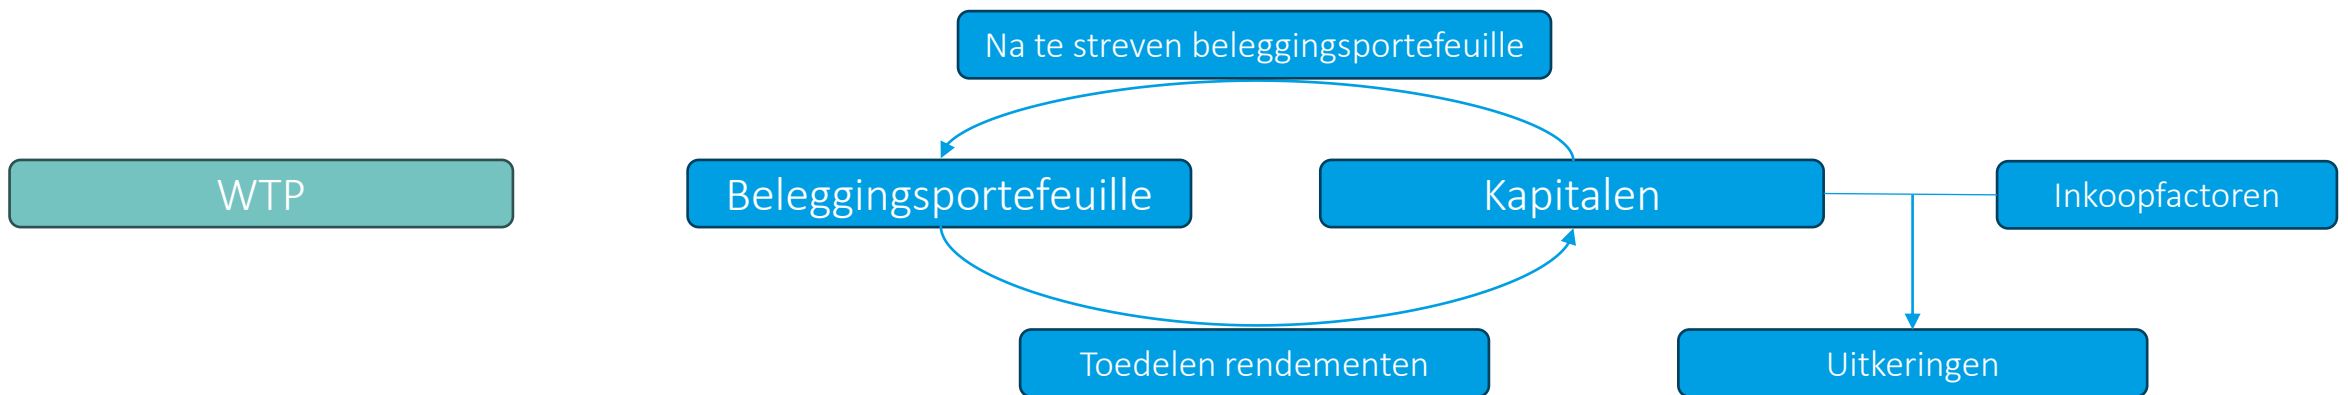 Na te streven beleggingsportefeuille
WTP
Beleggingsportefeuille
Kapitalen
Inkoopfactoren
Toedelen rendementen
Uitkeringen